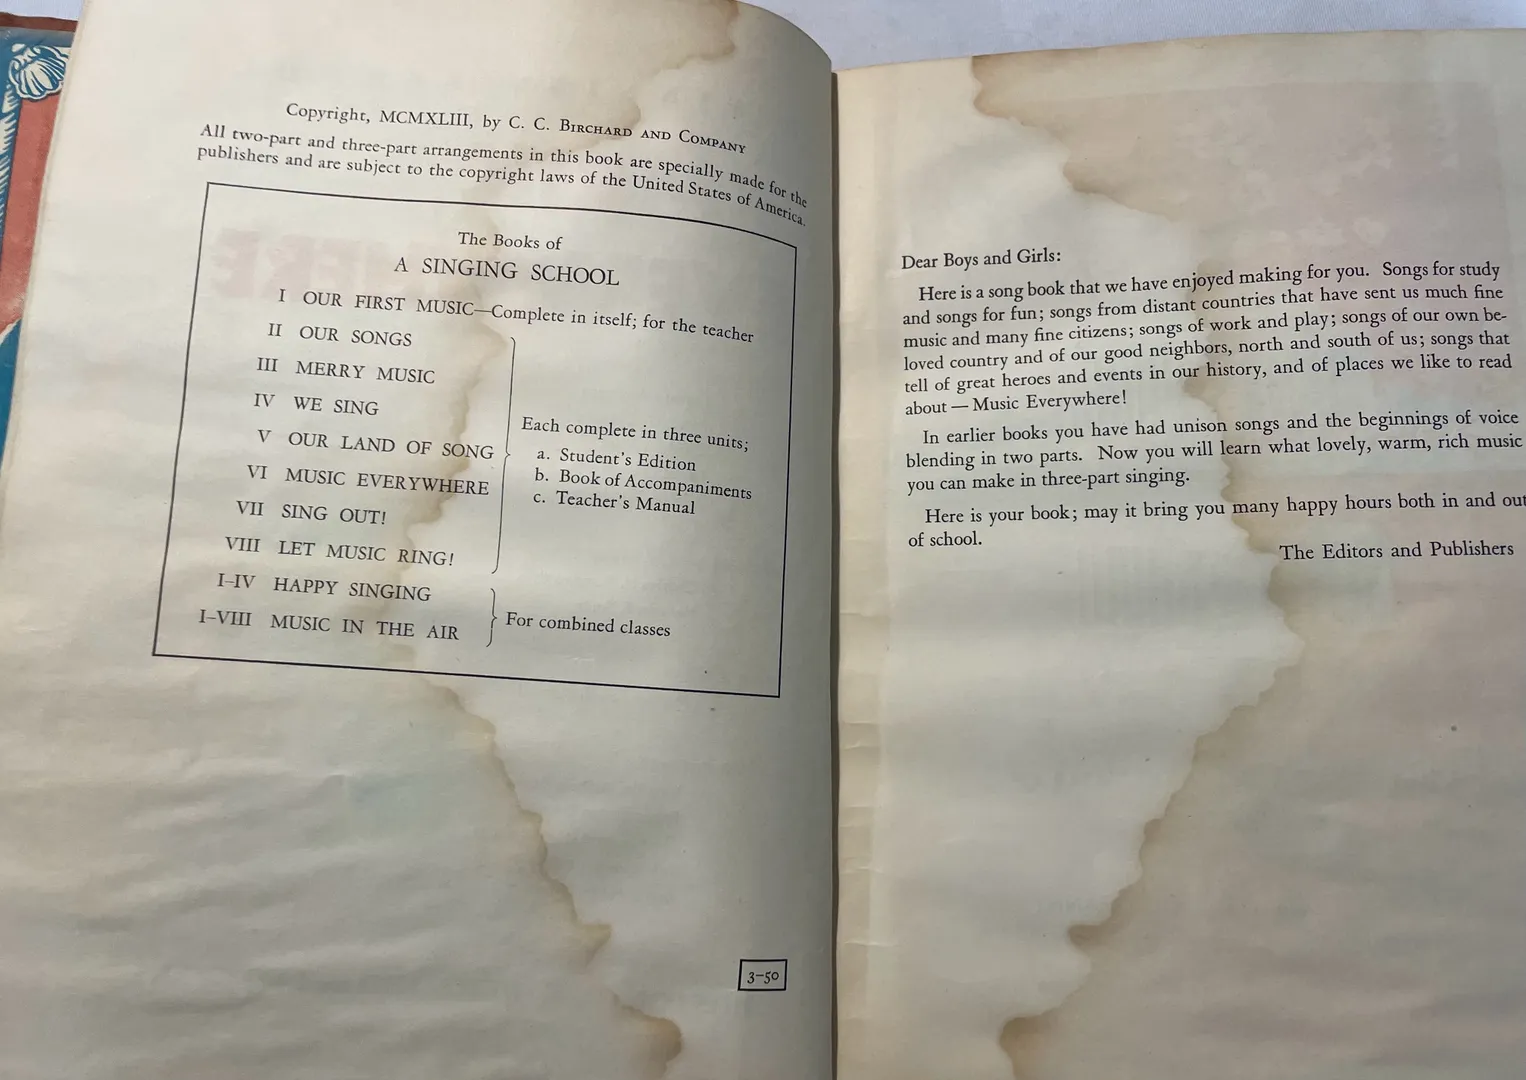 Copyright, MCMXLIII, by C. C. BIRCHARD AND COMPANY
All two-part and three-part arrangements in this book are specially made for the
publishers and are subject to the copyright laws of the United States of America.
The Books of
A SINGING SCHOOL
I OUR FIRST MUSIC—Complete in itself; for the teacher
II OUR SONGS
III MERRY MUSIC
IV WE SING
V OUR LAND OF SONG
VI MUSIC EVERYWHERE
VII SING OUT!
VIII LET MUSIC RING!
Each complete in three units;
a. Student's Edition
b. Book of Accompaniments
c. Teacher's Manual
I–IV HAPPY SINGING
I–VIII MUSIC IN THE AIR
For combined classes
3–50
Dear Boys and Girls:
Here is a song book that we have enjoyed making for you. Songs for study
and songs for fun; songs from distant countries that have sent us much fine
music and many fine citizens; songs of work and play; songs of our own be-
loved country and of our good neighbors, north and south of us; songs that
tell of great heroes and events in our history, and of places we like to read
about — Music Everywhere!
In earlier books you have had unison songs and the beginnings of voice
blending in two parts. Now you will learn what lovely, warm, rich music
you can make in three-part singing.
Here is your book; may it bring you many happy hours both in and out
of school.
The Editors and Publishers